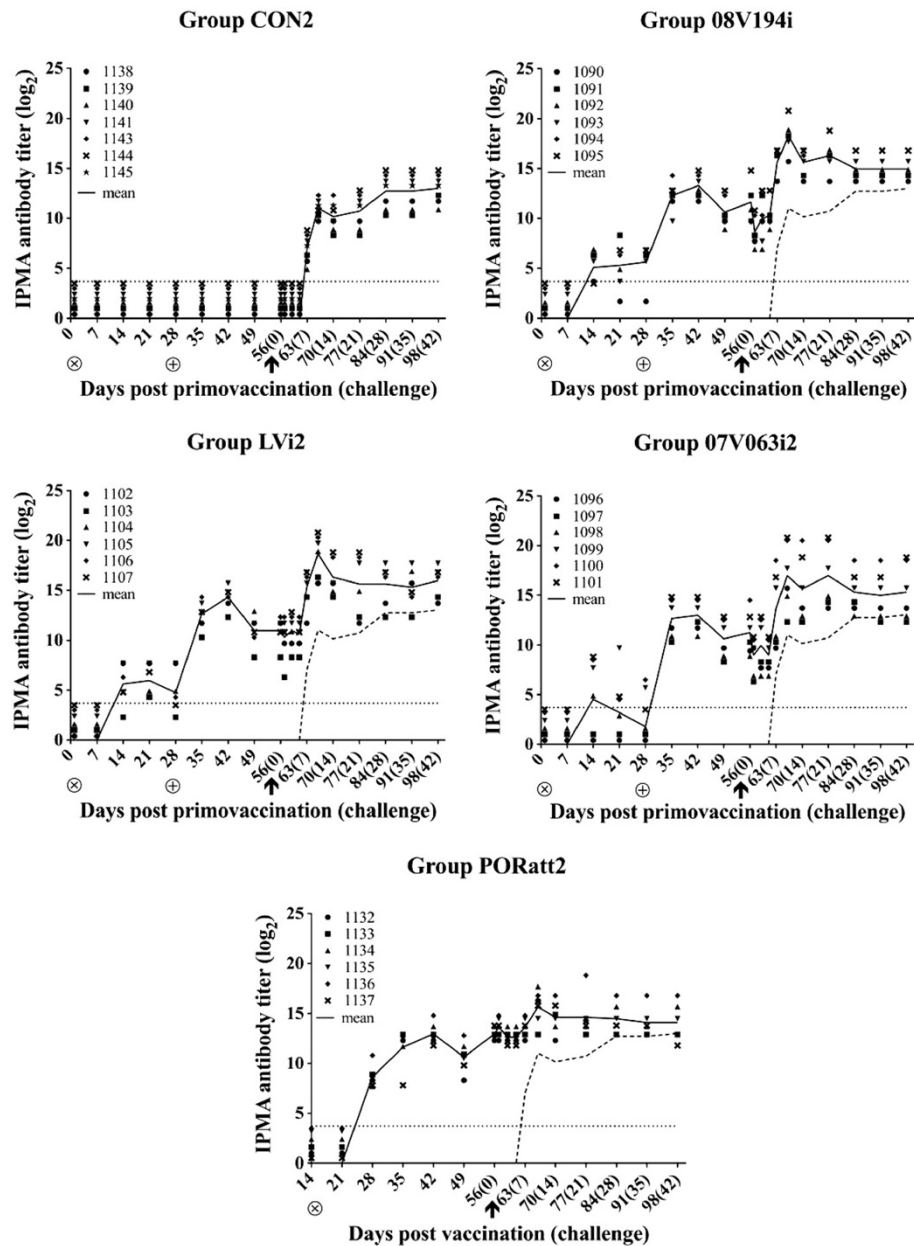 Group CON2
IPMA antibody titer (log2)
25
20
15
10
5
0
1138
1139
1140
1141
1143
1144
1145
mean
0 7 14 21 28 35 42 49 56(0) 63(7) 70(14) 77(21) 84(28) 91(35) 98(42)
Days post primovaccination (challenge)
Group 08V194i
IPMA antibody titer (log2)
25
20
15
10
5
0
1090
1091
1092
1093
1094
1095
mean
0 7 14 21 28 35 42 49 56(0) 63(7) 70(14) 77(21) 84(28) 91(35) 98(42)
Days post primovaccination (challenge)
Group LVi2
IPMA antibody titer (log2)
25
20
15
10
5
0
1102
1103
1104
1105
1106
1107
mean
0 7 14 21 28 35 42 49 56(0) 63(7) 70(14) 77(21) 84(28) 91(35) 98(42)
Days post primovaccination (challenge)
Group 07V063i2
IPMA antibody titer (log2)
25
20
15
10
5
0
1096
1097
1098
1099
1100
1101
mean
0 7 14 21 28 35 42 49 56(0) 63(7) 70(14) 77(21) 84(28) 91(35) 98(42)
Days post primovaccination (challenge)
Group PORatt2
IPMA antibody titer (log2)
25
20
15
10
5
0
1132
1133
1134
1135
1136
1137
mean
14 21 28 35 42 49 56(0) 63(7) 70(14) 77(21) 84(28) 91(35) 98(42)
Days post vaccination (challenge)